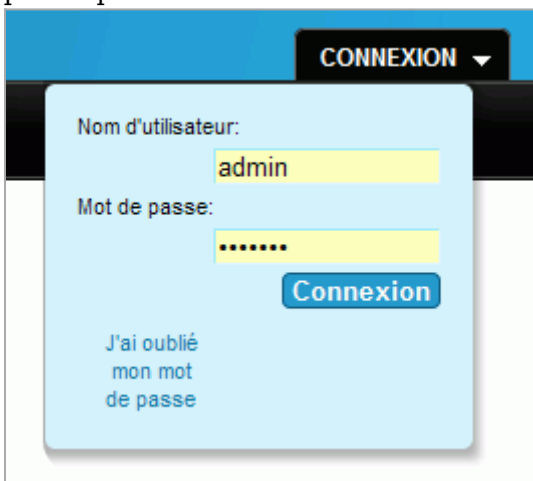 CONNEXION
Nom d'utilisateur:
admin
Mot de passe:
•••••••
Connexion
J'ai oublié
mon mot
de passe